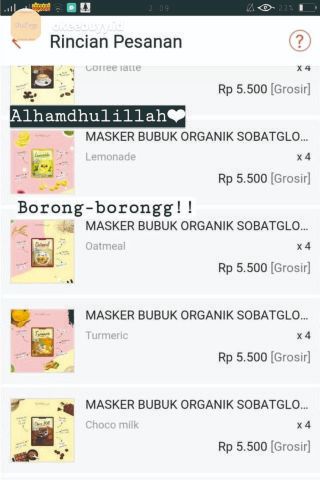 2 09
22%
Rincian Pesanan
?
Coffee latte
x 4
Rp 5.500 [Grosir]
Alhamdhulillah❤
MASKER BUBUK ORGANIK SOBATGLO...
Lemonade
x 4
Rp 5.500 [Grosir]
Borong-borongg!!
MASKER BUBUK ORGANIK SOBATGLO...
Oatmeal
x 4
Rp 5.500 [Grosir]
MASKER BUBUK ORGANIK SOBATGLO...
Turmeric
x 4
Rp 5.500 [Grosir]
MASKER BUBUK ORGANIK SOBATGLO...
Choco milk
x 4
Rp 5.500 [Grosir]